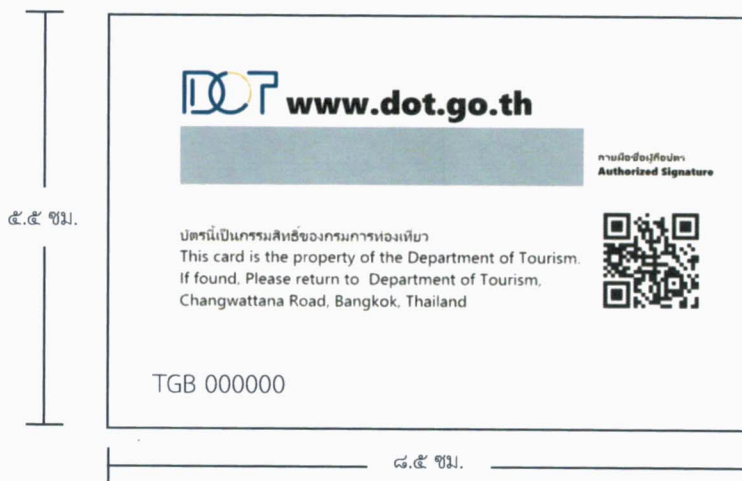 DOT www.dot.go.th
ลายมือชื่อผู้ถือบัตร
Authorized Signature
๕.๕ ซม.
บัตรนี้เป็นกรรมสิทธิ์ของกรมการท่องเที่ยว
This card is the property of the Department of Tourism.
If found, Please return to Department of Tourism,
Changwattana Road, Bangkok, Thailand
TGB 000000
๘.๕ ซม.